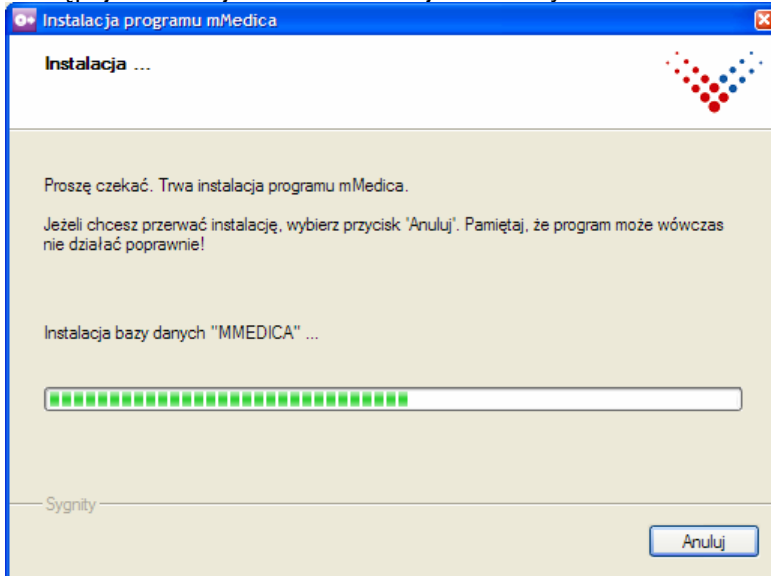 Instalacja programu mMedica
Instalacja ...
Proszę czekać. Trwa instalacja programu mMedica.
Jeżeli chcesz przerwać instalację, wybierz przycisk 'Anuluj'. Pamiętaj, że program może wówczas
nie działać poprawnie!
Instalacja bazy danych "MMEDICA" ...
Sygnity
Anuluj